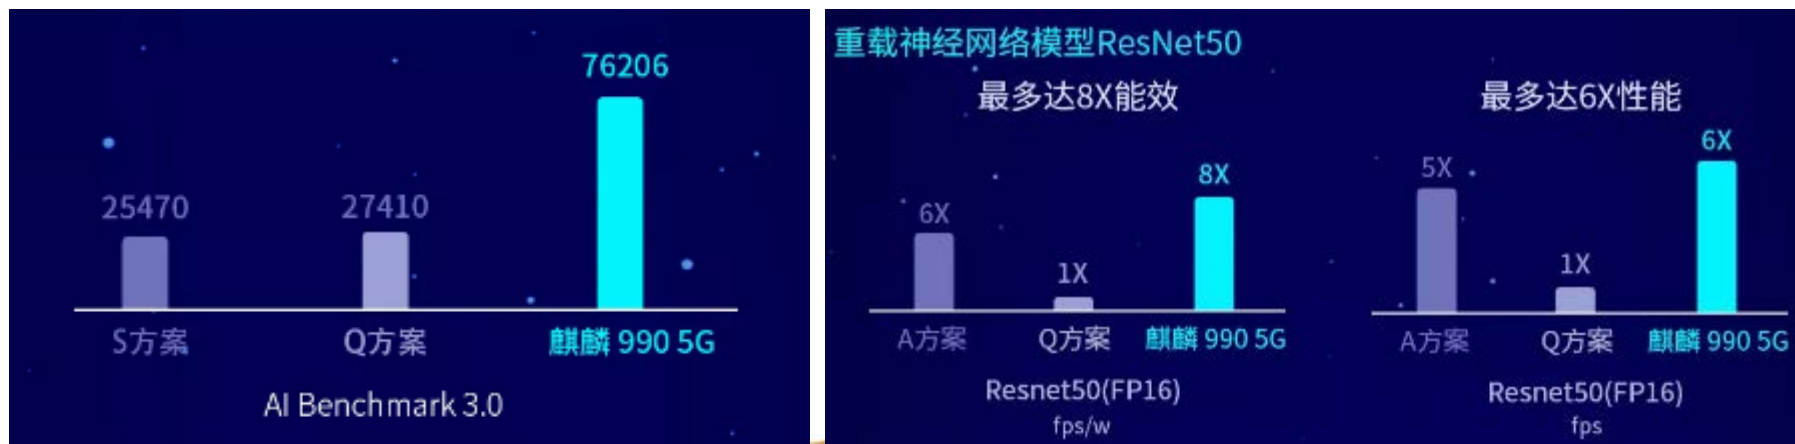 76206
25470
27410
S方案
Q方案
麒麟 990 5G
AI Benchmark 3.0
重载神经网络模型ResNet50
最多达8X能效
6X
1X
8X
A方案
Q方案
麒麟 990 5G
Resnet50(FP16)
fps/w
最多达6X性能
5X
1X
6X
A方案
Q方案
麒麟 990 5G
Resnet50(FP16)
fps